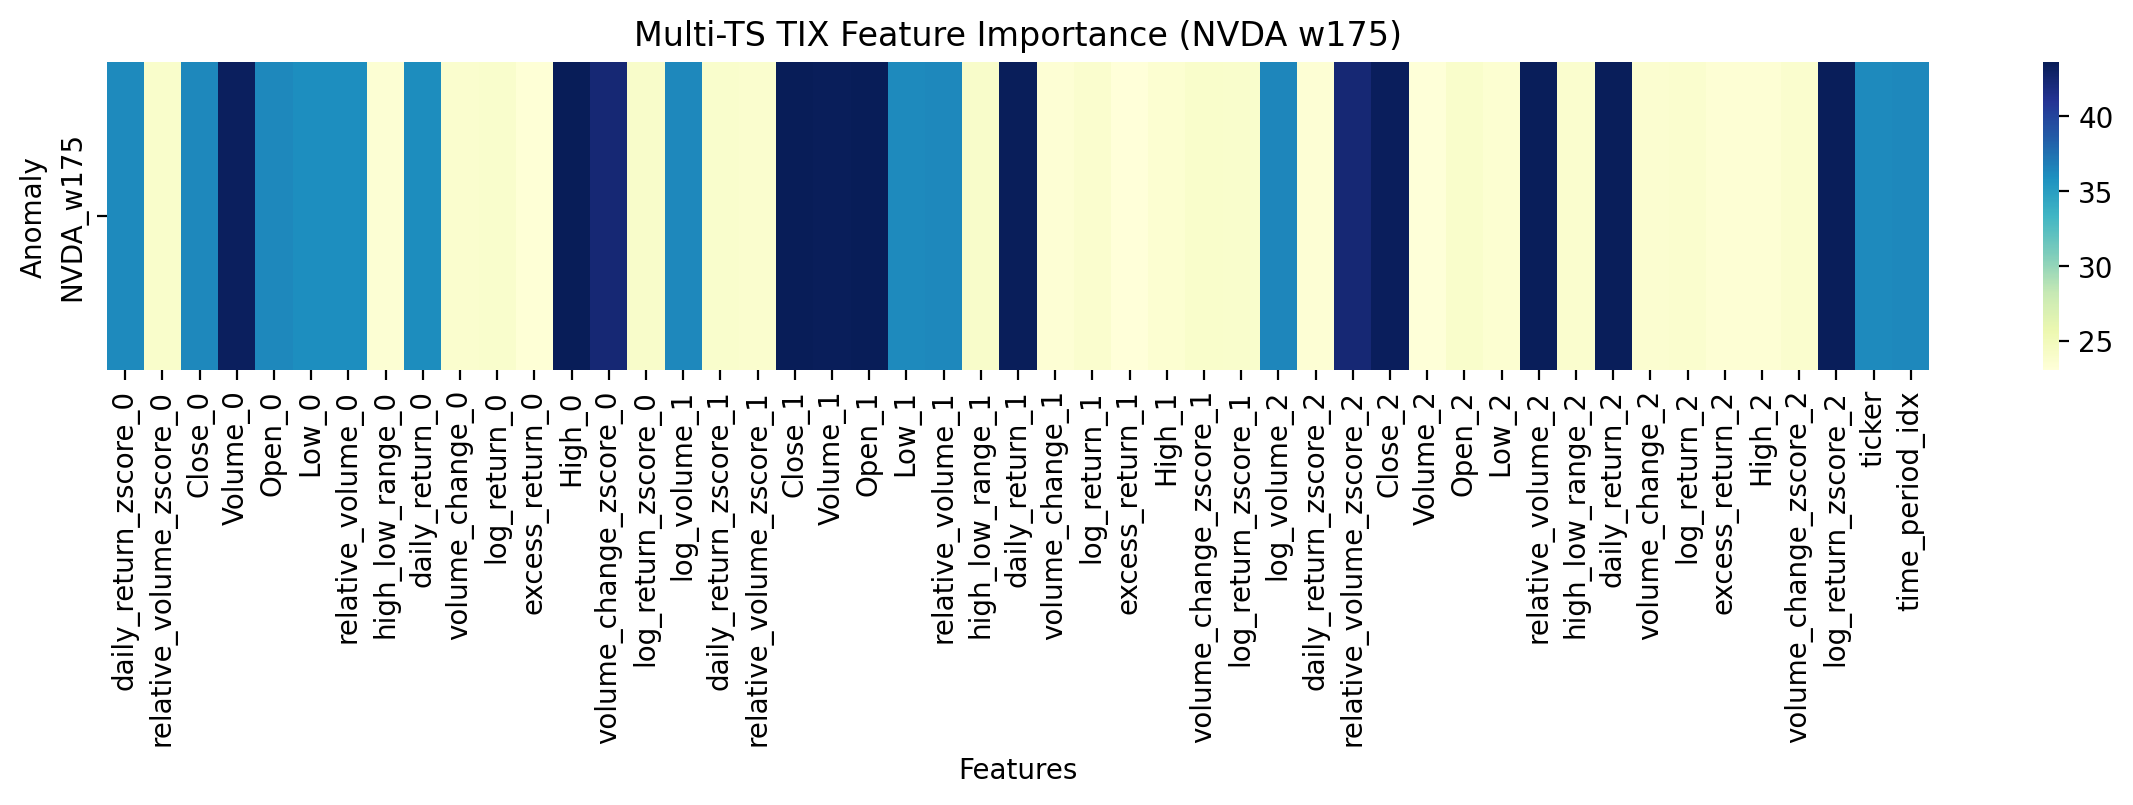 Multi-TS TIX Feature Importance (NVDA w175)
Anomaly
NVDA_w175
40
35
30
25
daily_return_zscore_0
relative_volume_zscore_0
Close_0
Volume_0
Open_0
Low_0
relative_volume_0
high_low_range_0
daily_return_0
volume_change_0
log_return_0
excess_return_0
High_0
volume_change_zscore_0
log_return_zscore_0
log_volume_1
daily_return_zscore_1
relative_volume_zscore_1
Close_1
Volume_1
Open_1
Low_1
relative_volume_1
high_low_range_1
daily_return_1
volume_change_1
log_return_1
excess_return_1
High_1
volume_change_zscore_1
log_return_zscore_1
log_volume_2
daily_return_zscore_2
relative_volume_zscore_2
Close_2
Volume_2
Open_2
Low_2
relative_volume_2
high_low_range_2
daily_return_2
volume_change_2
log_return_2
excess_return_2
High_2
volume_change_zscore_2
log_return_zscore_2
ticker
time_period_idx
Features